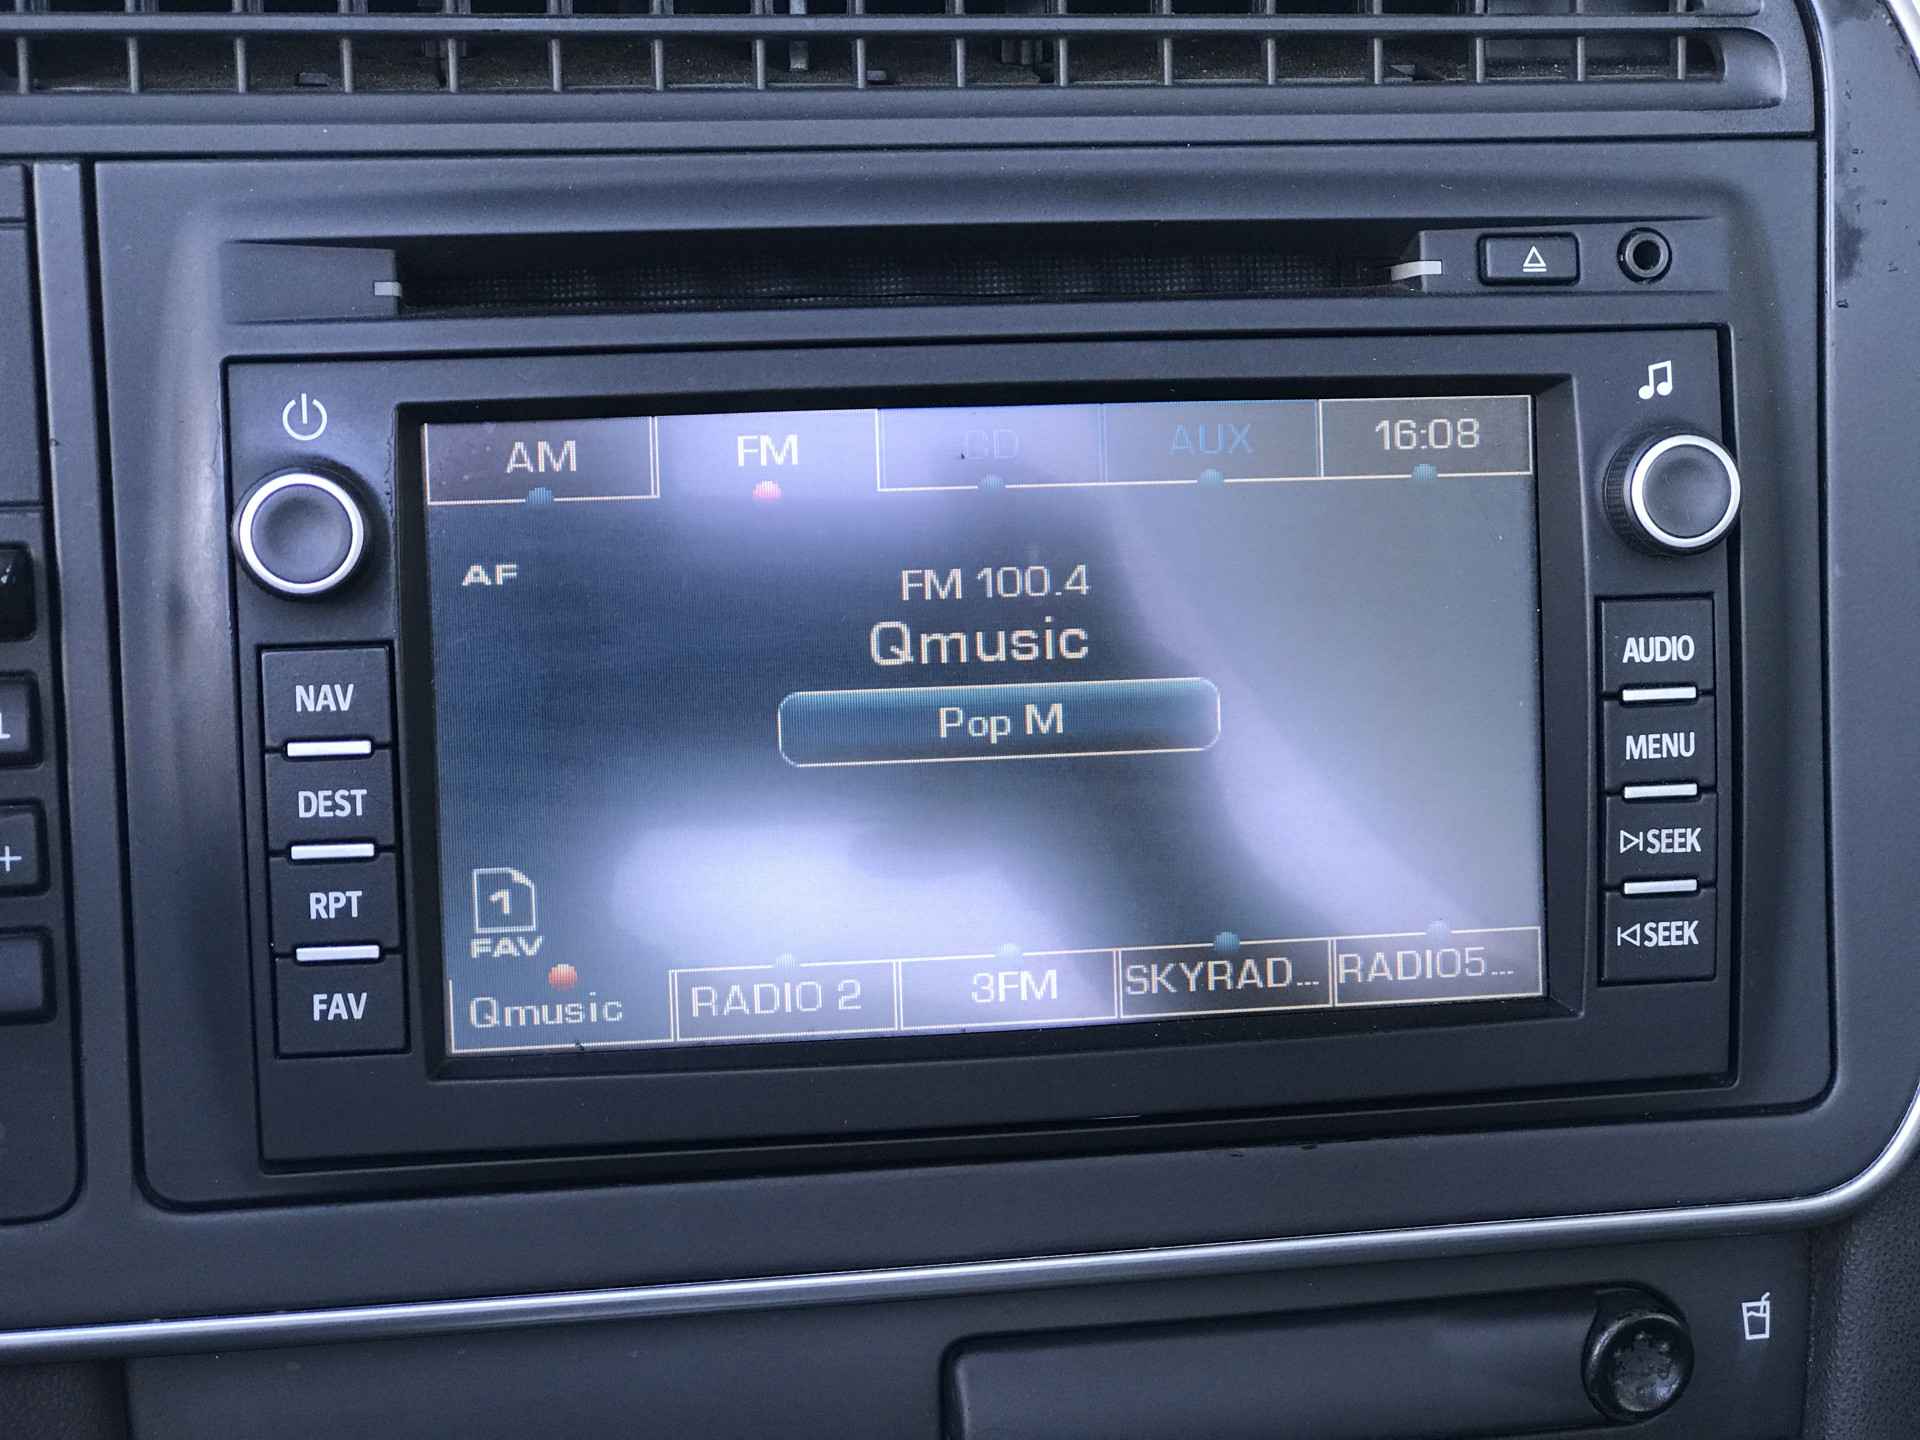 AM FM CD AUX 16:08
AF
FM 100.4
Qmusic
Pop M
1
FAV
Qmusic RADIO 2 3FM SKYRAD... RADIO5...
NAV
DEST
RPT
FAV
AUDIO
MENU
SEEK
SEEK
+